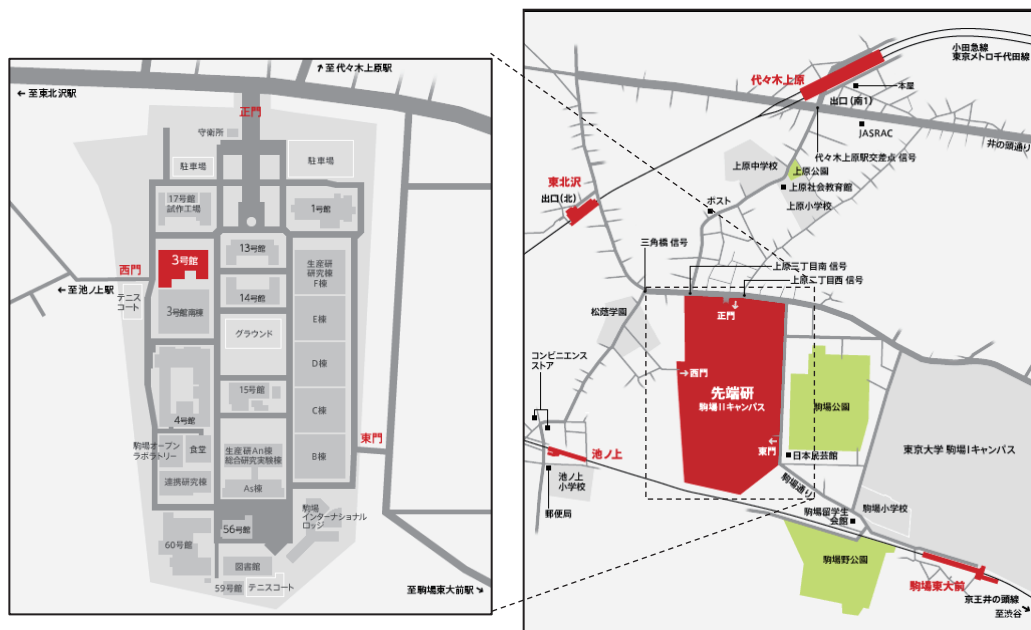 ↗至代々木上原駅
←至東北沢駅
正門
守衛所
駐車場
駐車場
17号館
試作工場
1号館
3号館
13号館
生産研
研究棟
F棟
西門
←至池ノ上駅
テニス
コート
14号館
3号館南棟
E棟
グラウンド
D棟
15号館
C棟
4号館
東門
駒場オープン
ラボラトリー
食堂
生産研An棟
総合研究実験棟
B棟
連携研究棟
As棟
駒場
インターナショナル
ロッジ
56号館
60号館
図書館
59号館
テニスコート
至駒場東大前駅↘
小田急線
東京メトロ千代田線
代々木上原
本屋
出口(南1)
JASRAC
井の頭通り
代々木上原駅交差点 信号
上原中学校
上原公園
上原社会教育館
上原小学校
東北沢
出口(北)
ポスト
三角橋 信号
上原三丁目南 信号
上原二丁目西 信号
松蔭学園
正門
コンビニエンス
ストア
→西門
先端研
駒場IIキャンパス
駒場公園
東京大学 駒場Iキャンパス
東門
←
池ノ上
日本民芸館
池ノ上
小学校
駒場通り
郵便局
駒場小学校
駒場留学生
会館
駒場野公園
駒場東大前
京王井の頭線
至渋谷